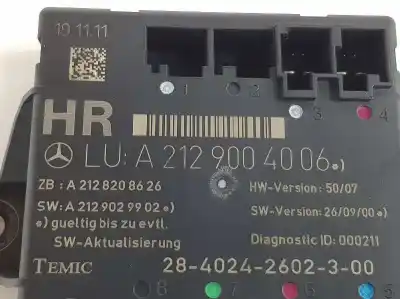 10.11.11
1 2 3 4
HR
LU: A 212 900 40 06 ●)
ZB : A 212 820 86 26
HW-Version: 50/07
SW: A 212 902 99 02 ●)
SW-Version: 26/09/00 ●)
●) gueltig bis zu evtl.
SW-Aktualisierung
Diagnostic ID: 000211
TEMIC
28-4024-2602-3-00
8 7 6 5